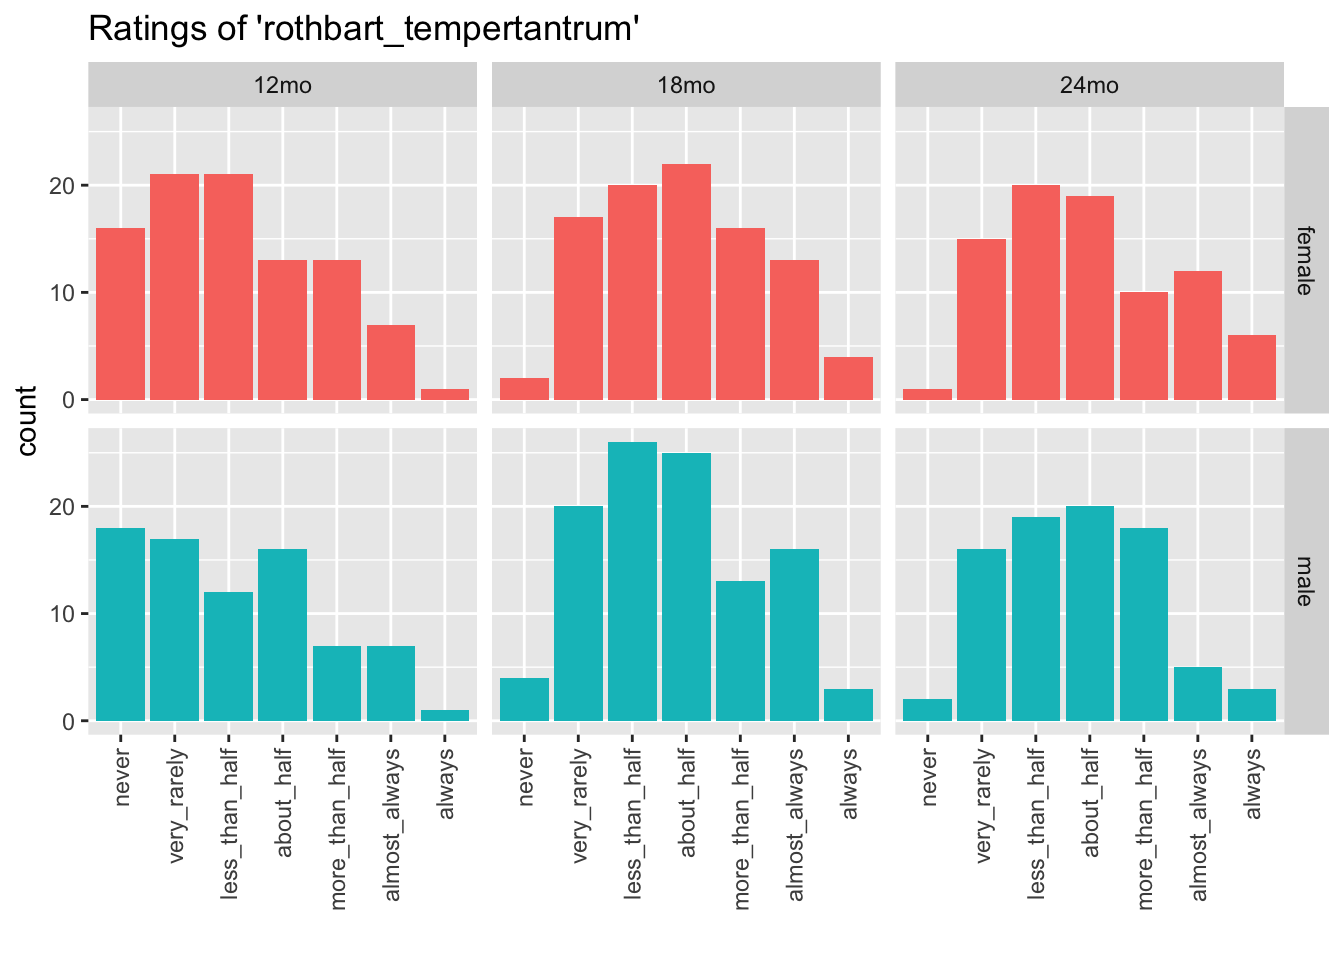 Ratings of 'rothbart_tempertantrum'
12mo 18mo 24mo
20
10
0
female
count
20
10
0
male
never very_rarely less_than_half about_half more_than_half almost_always always
never very_rarely less_than_half about_half more_than_half almost_always always
never very_rarely less_than_half about_half more_than_half almost_always always